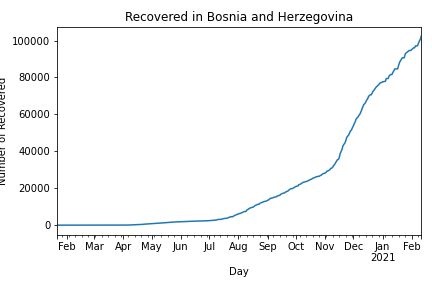 Recovered in Bosnia and Herzegovina
Number of Recovered
100000
80000
60000
40000
20000
0
Feb Mar Apr May Jun Jul Aug Sep Oct Nov Dec Jan Feb
2021
Day